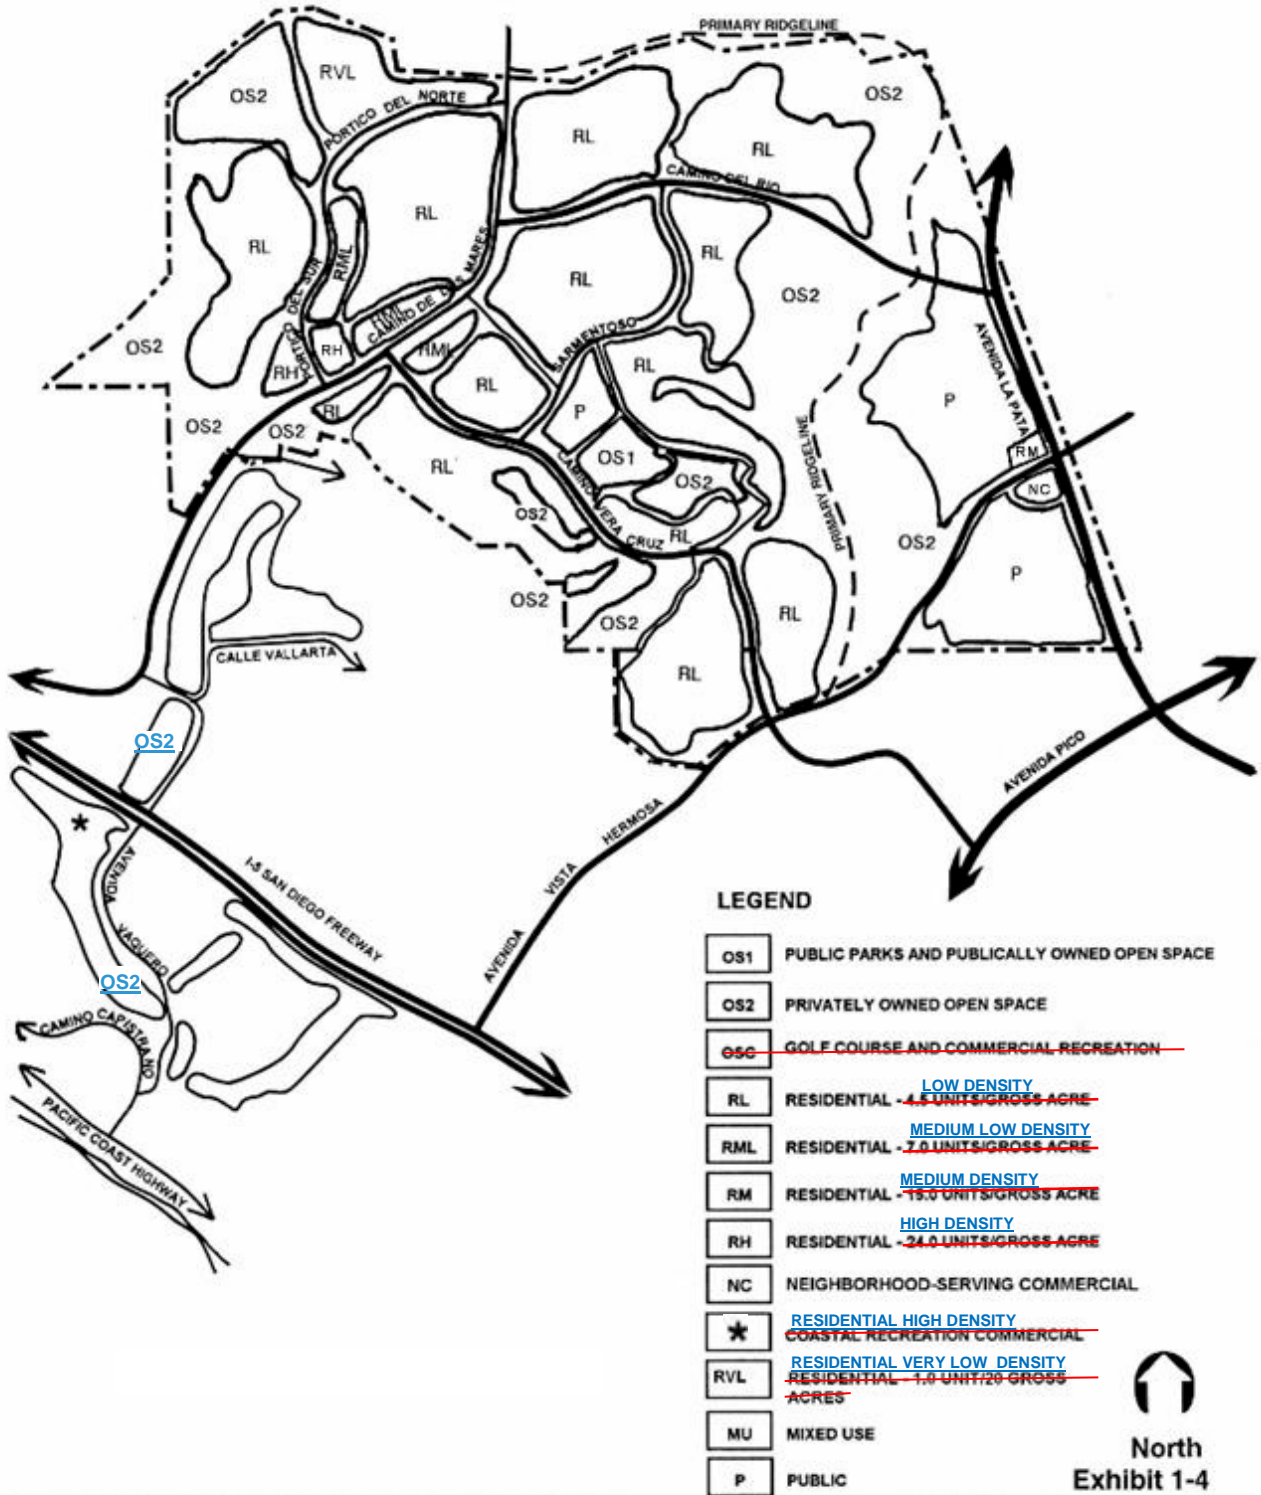 PRIMARY RIDGELINE
OS2
RVL
OS2
PORTICO DEL NORTE
RL
RL
CAMINO DEL RIO
RL
RL
RML
RL
RL
OS2
PORTICO DEL SUR
CAMINO DE LOS MARES
RML
SARMENTOSO
AVENIDA LA PATA
OS2
RH
RH
RML
RL
RL
P
RL
P
OS2
OS2
RL
OS1
OS2
PRIMARY RIDGELINE
RM
NC
RL
OS2
CAMINO VERA CRUZ
RL
OS2
P
OS2
OS2
RL
CALLE VALLARTA
RL
OS2
AVENIDA PICO
*
AVENIDA VAQUERO
I-5 SAN DIEGO FREEWAY
AVENIDA VISTA HERMOSA
OS2
CAMINO CAPISTRANO
PACIFIC COAST HIGHWAY
LEGEND
OS1 PUBLIC PARKS AND PUBLICALLY OWNED OPEN SPACE
OS2 PRIVATELY OWNED OPEN SPACE
OSC GOLF COURSE AND COMMERCIAL RECREATION
LOW DENSITY
RL RESIDENTIAL - 4.5 UNITS/GROSS ACRE
MEDIUM LOW DENSITY
RML RESIDENTIAL - 7.0 UNITS/GROSS ACRE
MEDIUM DENSITY
RM RESIDENTIAL - 15.0 UNITS/GROSS ACRE
HIGH DENSITY
RH RESIDENTIAL - 24.0 UNITS/GROSS ACRE
NC NEIGHBORHOOD-SERVING COMMERCIAL
RESIDENTIAL HIGH DENSITY
* COASTAL RECREATION COMMERCIAL
RESIDENTIAL VERY LOW DENSITY
RVL RESIDENTIAL - 1.0 UNIT/20 GROSS
ACRES
MU MIXED USE
P PUBLIC
North
Exhibit 1-4